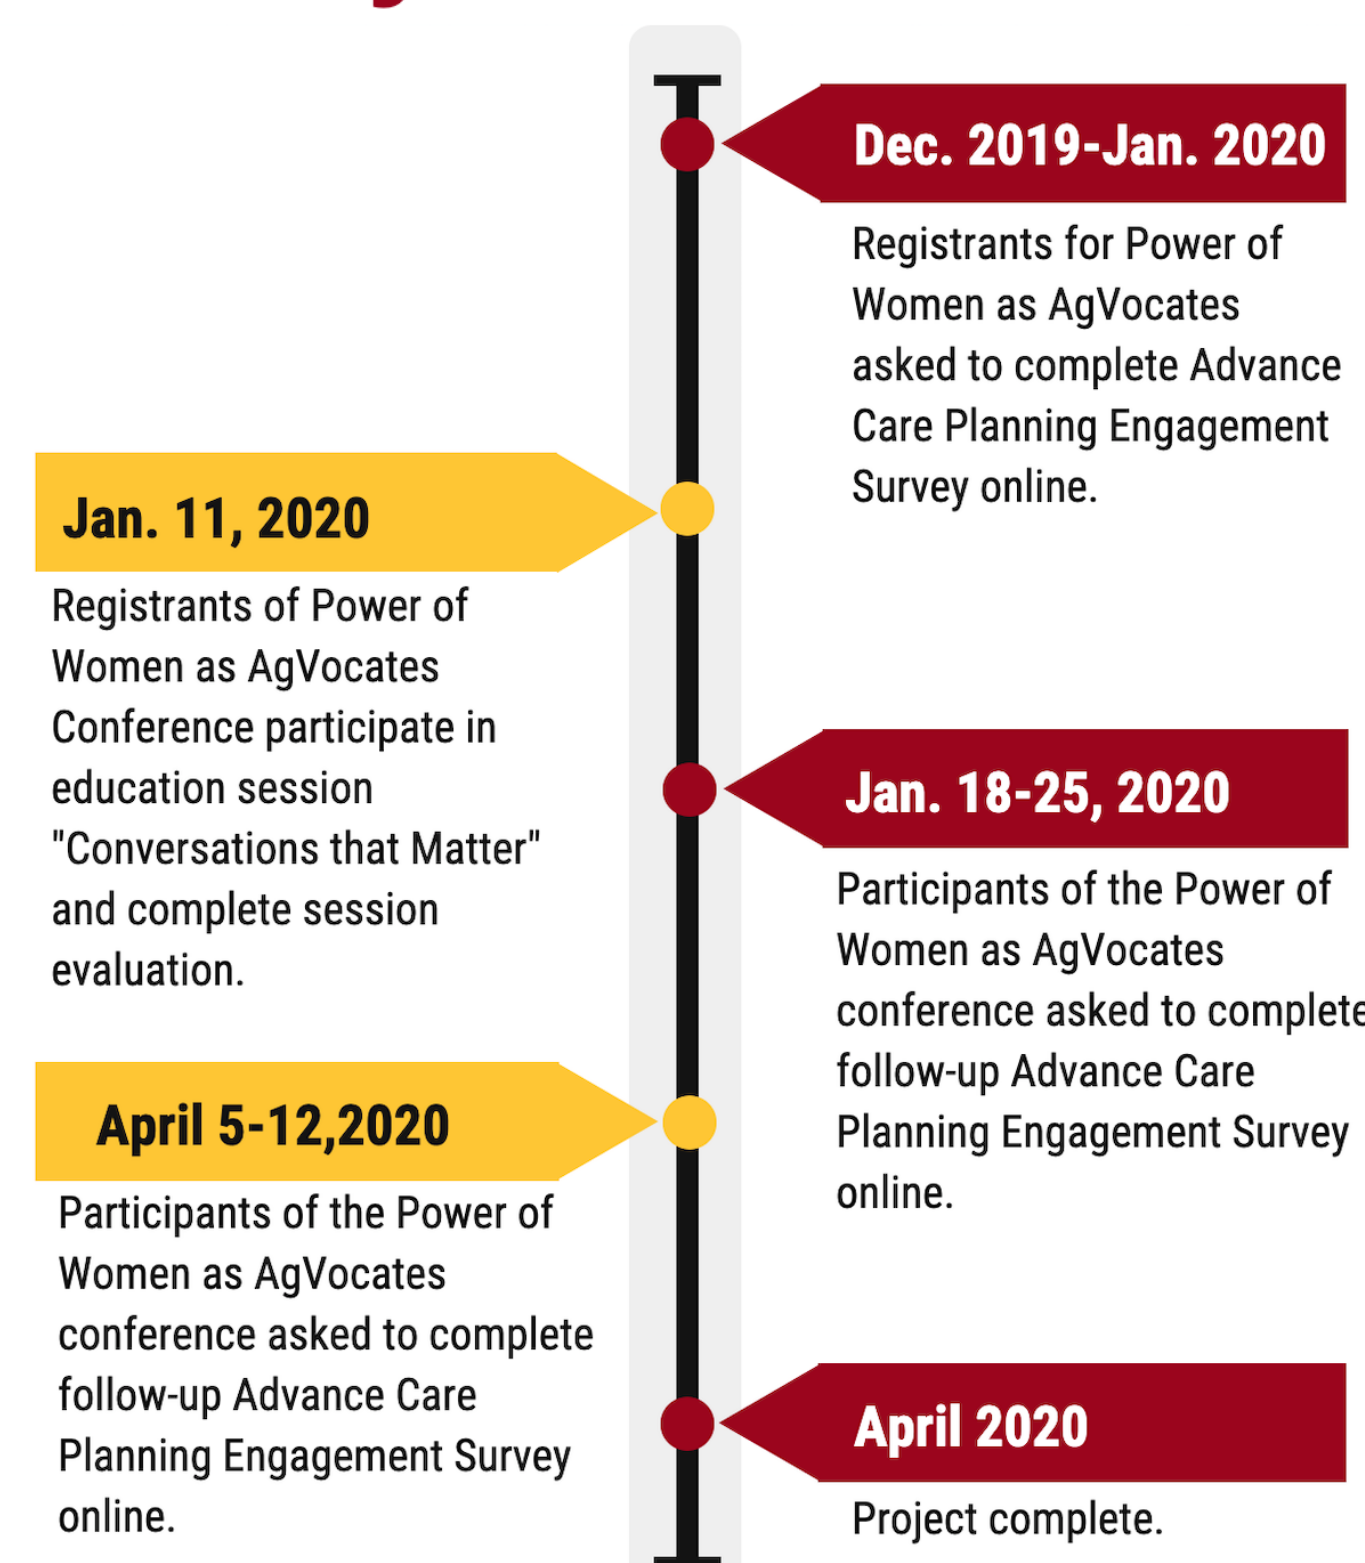 Dec. 2019-Jan. 2020
Registrants for Power of
Women as AgVocates
asked to complete Advance
Care Planning Engagement
Survey online.
Jan. 11, 2020
Registrants of Power of
Women as AgVocates
Conference participate in
education session
"Conversations that Matter"
and complete session
evaluation.
Jan. 18-25, 2020
Participants of the Power of
Women as AgVocates
conference asked to complete
follow-up Advance Care
Planning Engagement Survey
online.
April 5-12,2020
Participants of the Power of
Women as AgVocates
conference asked to complete
follow-up Advance Care
Planning Engagement Survey
online.
April 2020
Project complete.